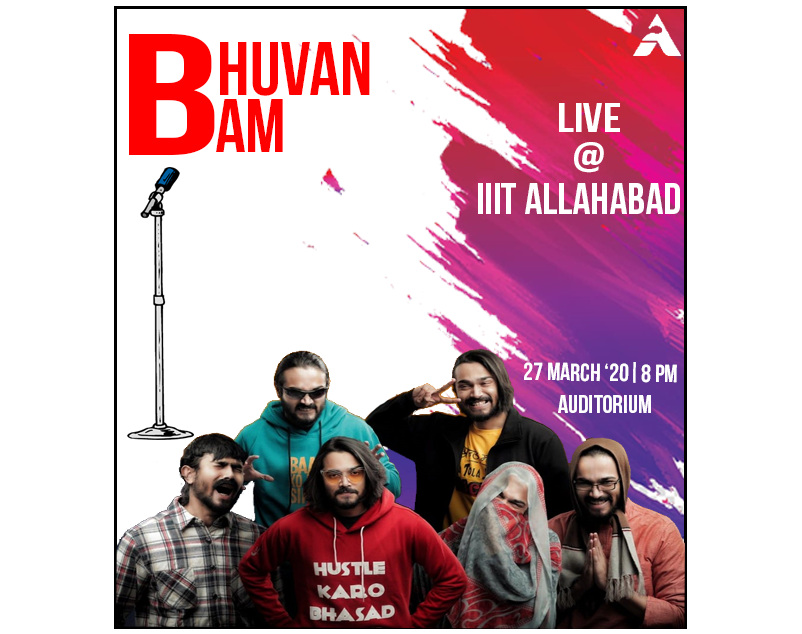 BHUVAN
BAM
LIVE
@
IIIT ALLAHABAD
27 MARCH ‘20 | 8 PM
AUDITORIUM
HUSTLE
KARO
BHASAD